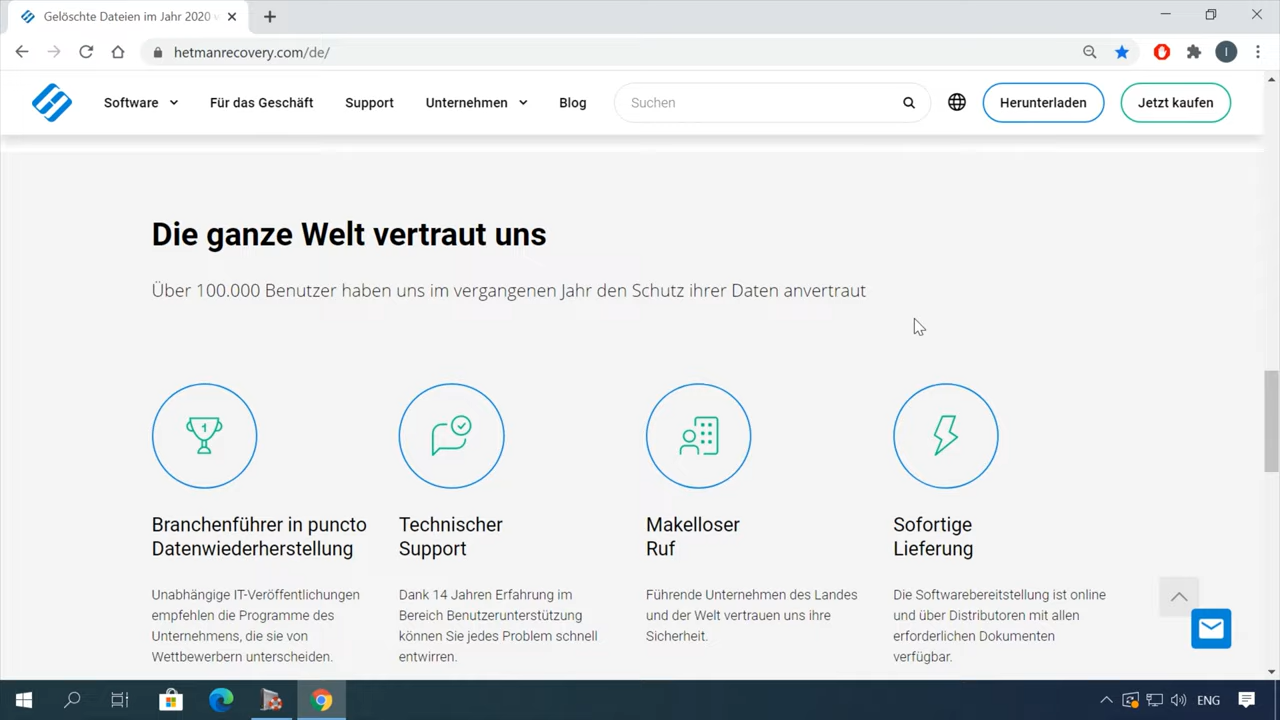 Gelöschte Dateien im Jahr 2020
hetmanrecovery.com/de/
I
Software
Für das Geschäft
Support
Unternehmen
Blog
Suchen
Herunterladen
Jetzt kaufen
Die ganze Welt vertraut uns
Über 100.000 Benutzer haben uns im vergangenen Jahr den Schutz ihrer Daten anvertraut
1
Branchenführer in puncto
Datenwiederherstellung
Unabhängige IT-Veröffentlichungen
empfehlen die Programme des
Unternehmens, die sie von
Wettbewerbern unterscheiden.
Technischer
Support
Dank 14 Jahren Erfahrung im
Bereich Benutzerunterstützung
können Sie jedes Problem schnell
entwirren.
Makelloser
Ruf
Führende Unternehmen des Landes
und der Welt vertrauen uns ihre
Sicherheit.
Sofortige
Lieferung
Die Softwarebereitstellung ist online
und über Distributoren mit allen
erforderlichen Dokumenten
verfügbar.
ENG